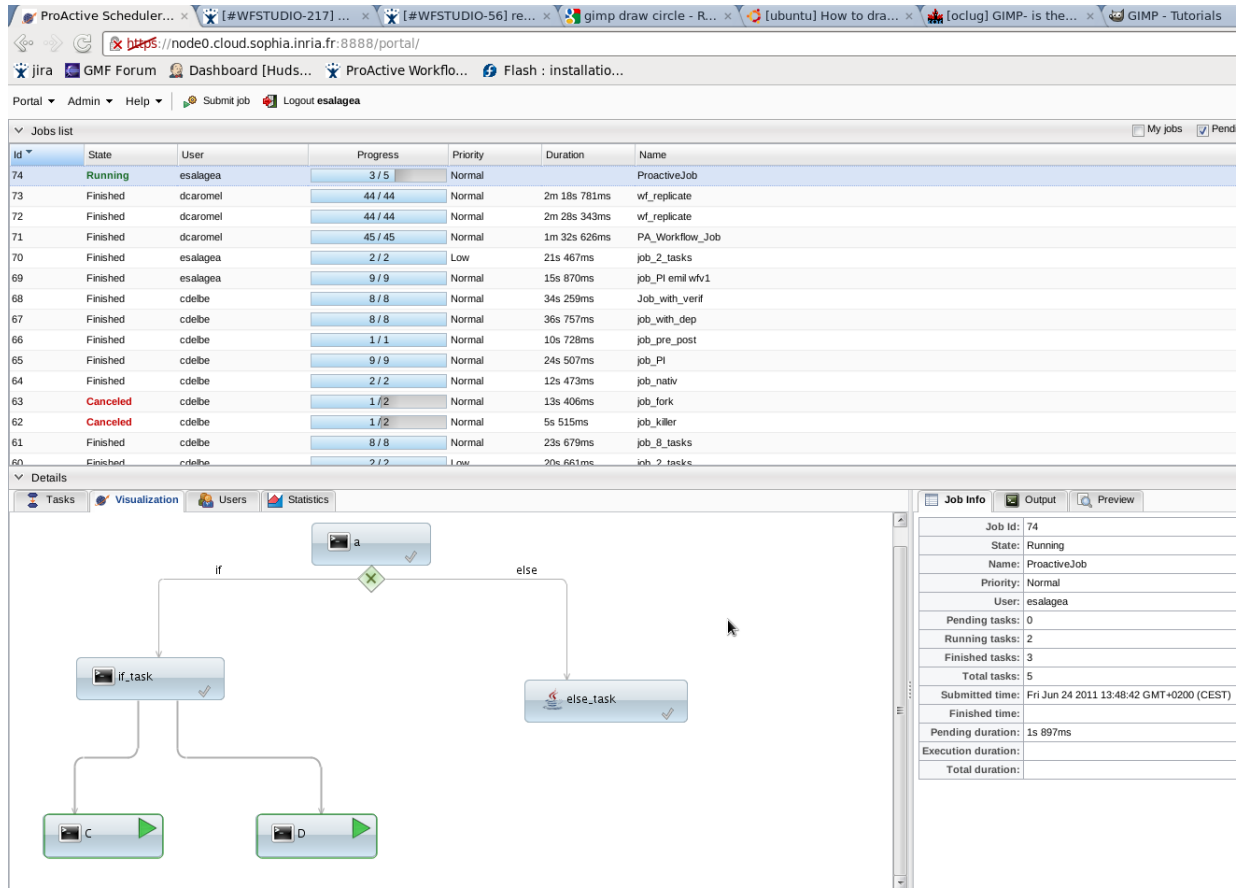 ProActive Scheduler... × [#WFSTUDIO-217] ... × [#WFSTUDIO-56] re... × gimp draw circle - R... × [ubuntu] How to dra... × [oclug] GIMP- is the... × GIMP - Tutorials
https://node0.cloud.sophia.inria.fr:8888/portal/
jira GMF Forum Dashboard [Huds... ProActive Workflo... Flash : installatio...
Portal Admin Help Submit job Logout esalagea
Jobs list My jobs Pendi
Id State User Progress Priority Duration Name
74 Running esalagea 3 / 5 Normal ProactiveJob
73 Finished dcaromel 44 / 44 Normal 2m 18s 781ms wf_replicate
72 Finished dcaromel 44 / 44 Normal 2m 28s 343ms wf_replicate
71 Finished dcaromel 45 / 45 Normal 1m 32s 626ms PA_Workflow_Job
70 Finished esalagea 2 / 2 Low 21s 467ms job_2_tasks
69 Finished esalagea 9 / 9 Normal 15s 870ms job_PI emil wfv1
68 Finished cdelbe 8 / 8 Normal 34s 259ms Job_with_verif
67 Finished cdelbe 8 / 8 Normal 36s 757ms job_with_dep
66 Finished cdelbe 1 / 1 Normal 10s 728ms job_pre_post
65 Finished cdelbe 9 / 9 Normal 24s 507ms job_PI
64 Finished cdelbe 2 / 2 Normal 12s 473ms job_nativ
63 Canceled cdelbe 1 / 2 Normal 13s 406ms job_fork
62 Canceled cdelbe 1 / 2 Normal 5s 515ms job_killer
61 Finished cdelbe 8 / 8 Normal 23s 679ms job_8_tasks
60 Finished cdelbe 2 / 2 Low 20s 661ms job_2_tasks
Details
Tasks Visualization Users Statistics
a
if else
if_task
else_task
C D
Job Info Output Preview
Job Id: 74
State: Running
Name: ProactiveJob
Priority: Normal
User: esalagea
Pending tasks: 0
Running tasks: 2
Finished tasks: 3
Total tasks: 5
Submitted time: Fri Jun 24 2011 13:48:42 GMT+0200 (CEST)
Finished time:
Pending duration: 1s 897ms
Execution duration:
Total duration: